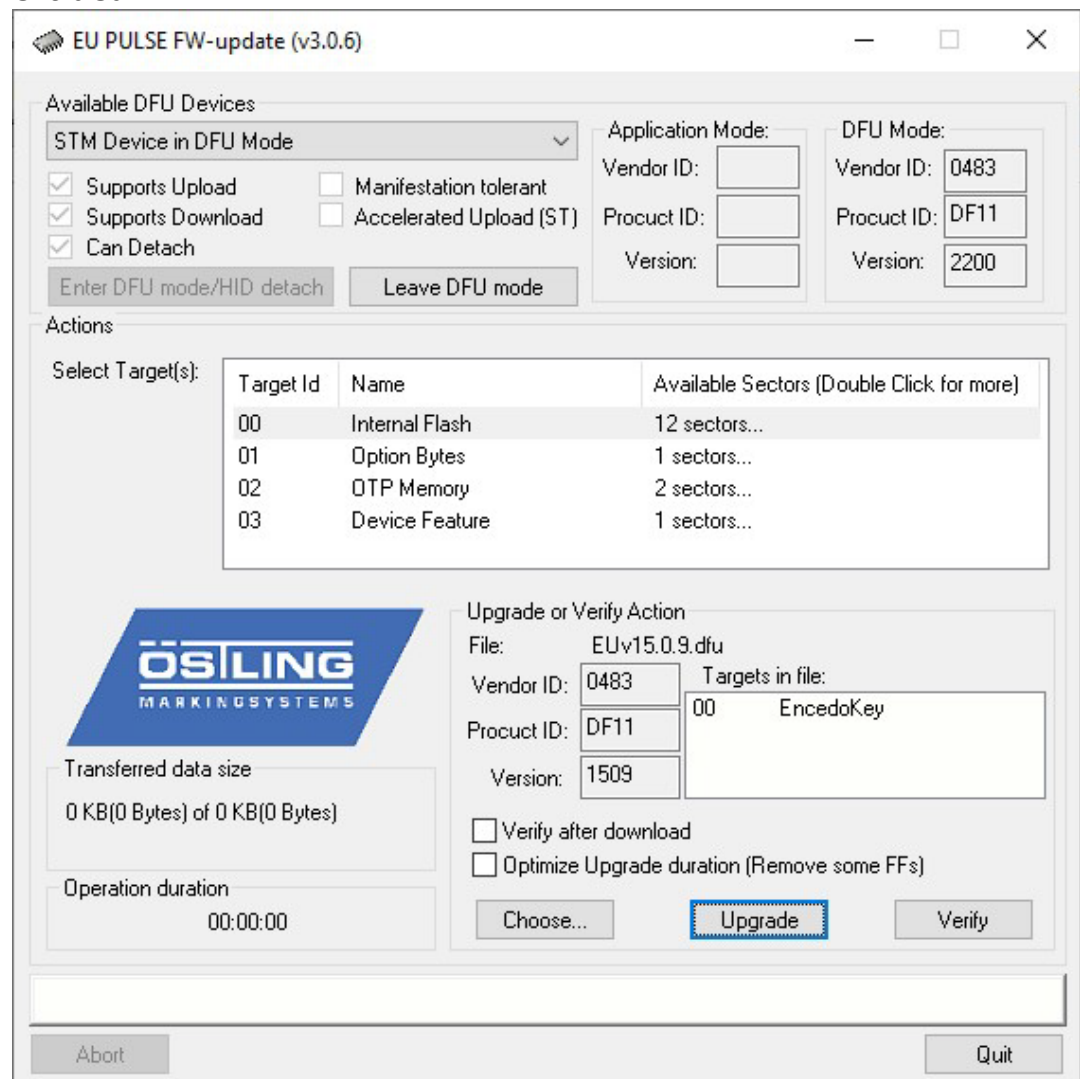 EU PULSE FW-update (v3.0.6)
Available DFU Devices
STM Device in DFU Mode
Supports Upload
Manifestation tolerant
Supports Download
Accelerated Upload (ST)
Can Detach
Enter DFU mode/HID detach
Leave DFU mode
Application Mode:
Vendor ID:
Procuct ID:
Version:
DFU Mode:
Vendor ID: 0483
Procuct ID: DF11
Version: 2200
Actions
Select Target(s):
Target Id Name Available Sectors (Double Click for more)
00 Internal Flash 12 sectors...
01 Option Bytes 1 sectors...
02 OTP Memory 2 sectors...
03 Device Feature 1 sectors...
ÖSTLING
MARKINGSYSTEMS
Upgrade or Verify Action
File: EUv15.0.9.dfu
Vendor ID: 0483
Procuct ID: DF11
Version: 1509
Targets in file:
00 EncedoKey
Transferred data size
0 KB(0 Bytes) of 0 KB(0 Bytes)
Operation duration
00:00:00
Verify after download
Optimize Upgrade duration (Remove some FFs)
Choose...
Upgrade
Verify
Abort
Quit